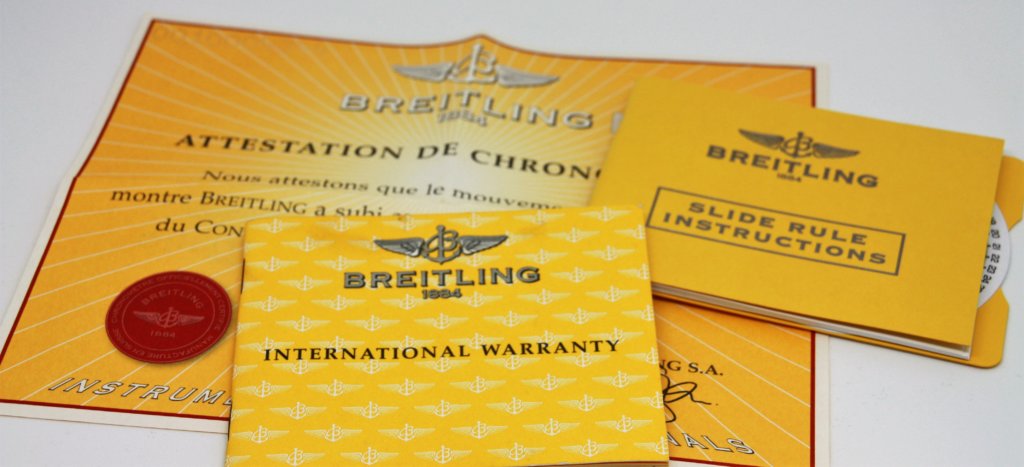 BREITLING
1884
ATTESTATION DE CHRONO
Nous attestons que le mouveme
montre BREITLING a subi
du CON
BREITLING
1884
INSTRUM
NG S.A.
NALS
BREITLING
1884
INTERNATIONAL WARRANTY
BREITLING
1884
SLIDE RULE
INSTRUCTIONS